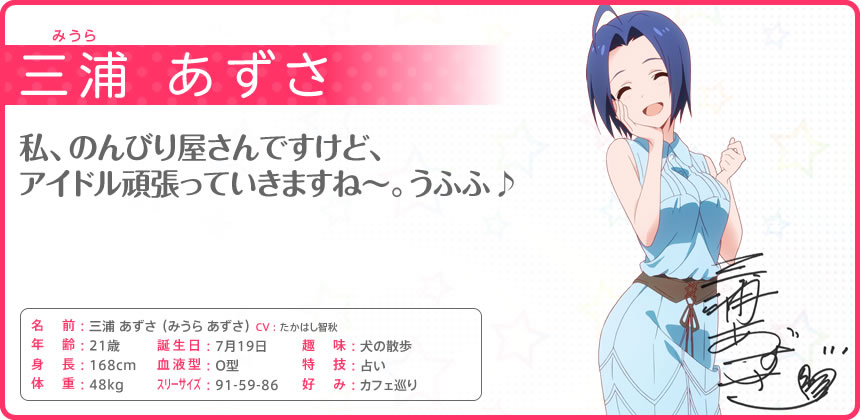 みうら
三浦 あずさ
私、のんびり屋さんですけど、
アイドル頑張っていきますね～。うふふ♪
名 前：三浦 あずさ（みうら あずさ）CV：たかはし智秋
年 齢：21歳 誕生日：7月19日 趣 味：犬の散歩
身 長：168cm 血液型：O型 特 技：占い
体 重：48kg スリーサイズ：91-59-86 好 み：カフェ巡り
三浦
あずさ